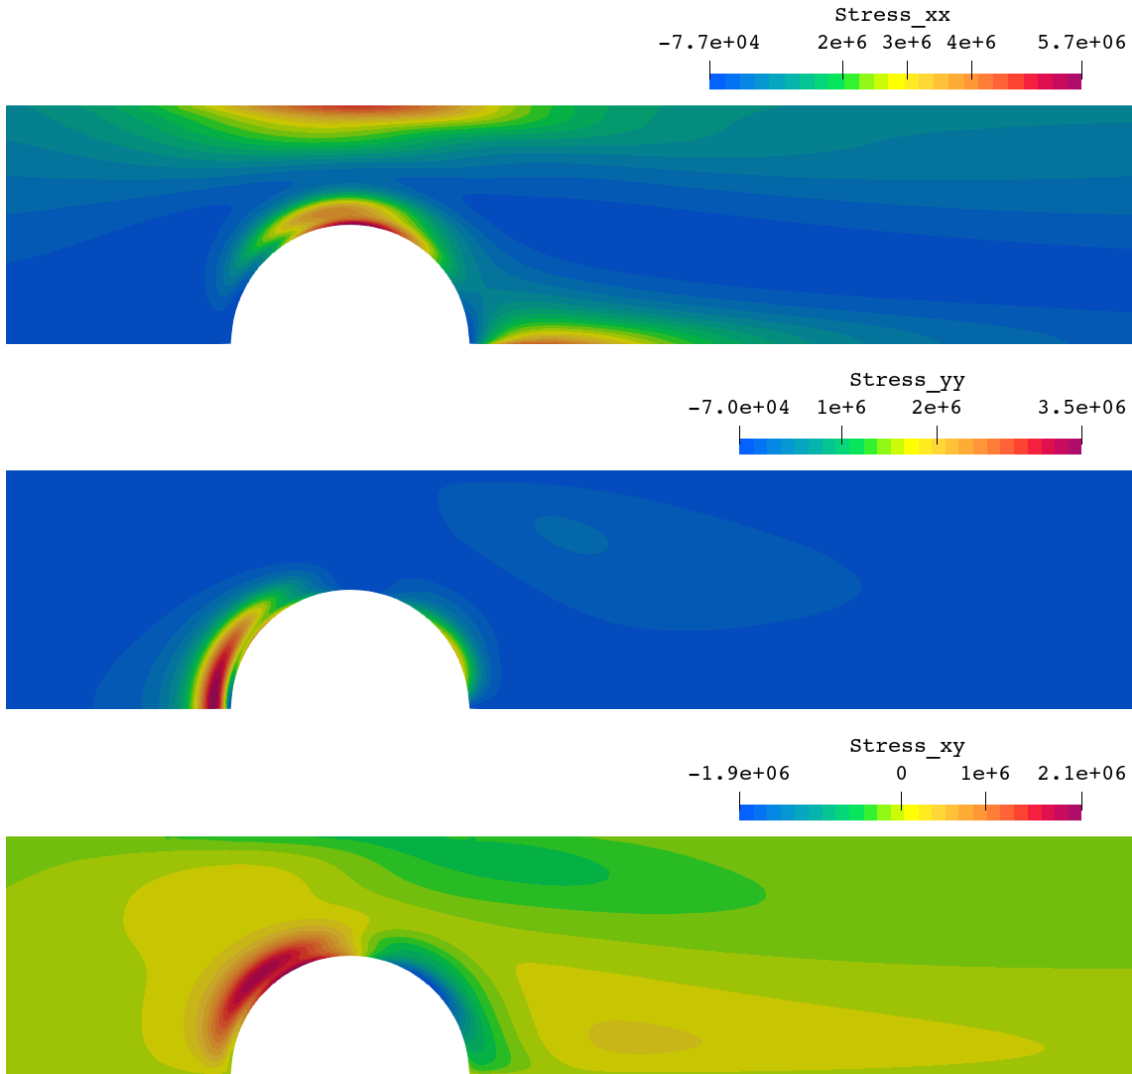 Stress_xx
-7.7e+04 2e+6 3e+6 4e+6 5.7e+06
Stress_yy
-7.0e+04 1e+6 2e+6 3.5e+06
Stress_xy
-1.9e+06 0 1e+6 2.1e+06